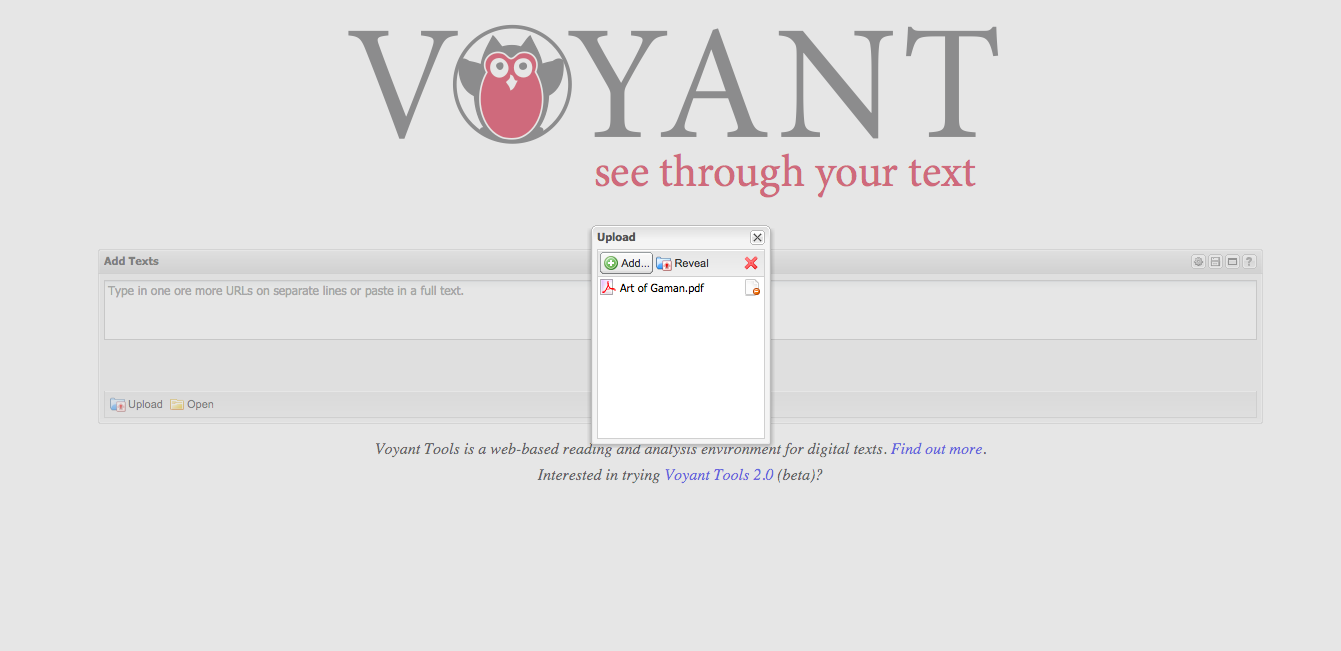 VOYANT
see through your text
Upload
Add... Reveal
Art of Gaman.pdf
Add Texts
?
Type in one ore more URLs on separate lines or paste in a full text.
Upload Open
Voyant Tools is a web-based reading and analysis environment for digital texts. Find out more.
Interested in trying Voyant Tools 2.0 (beta)?